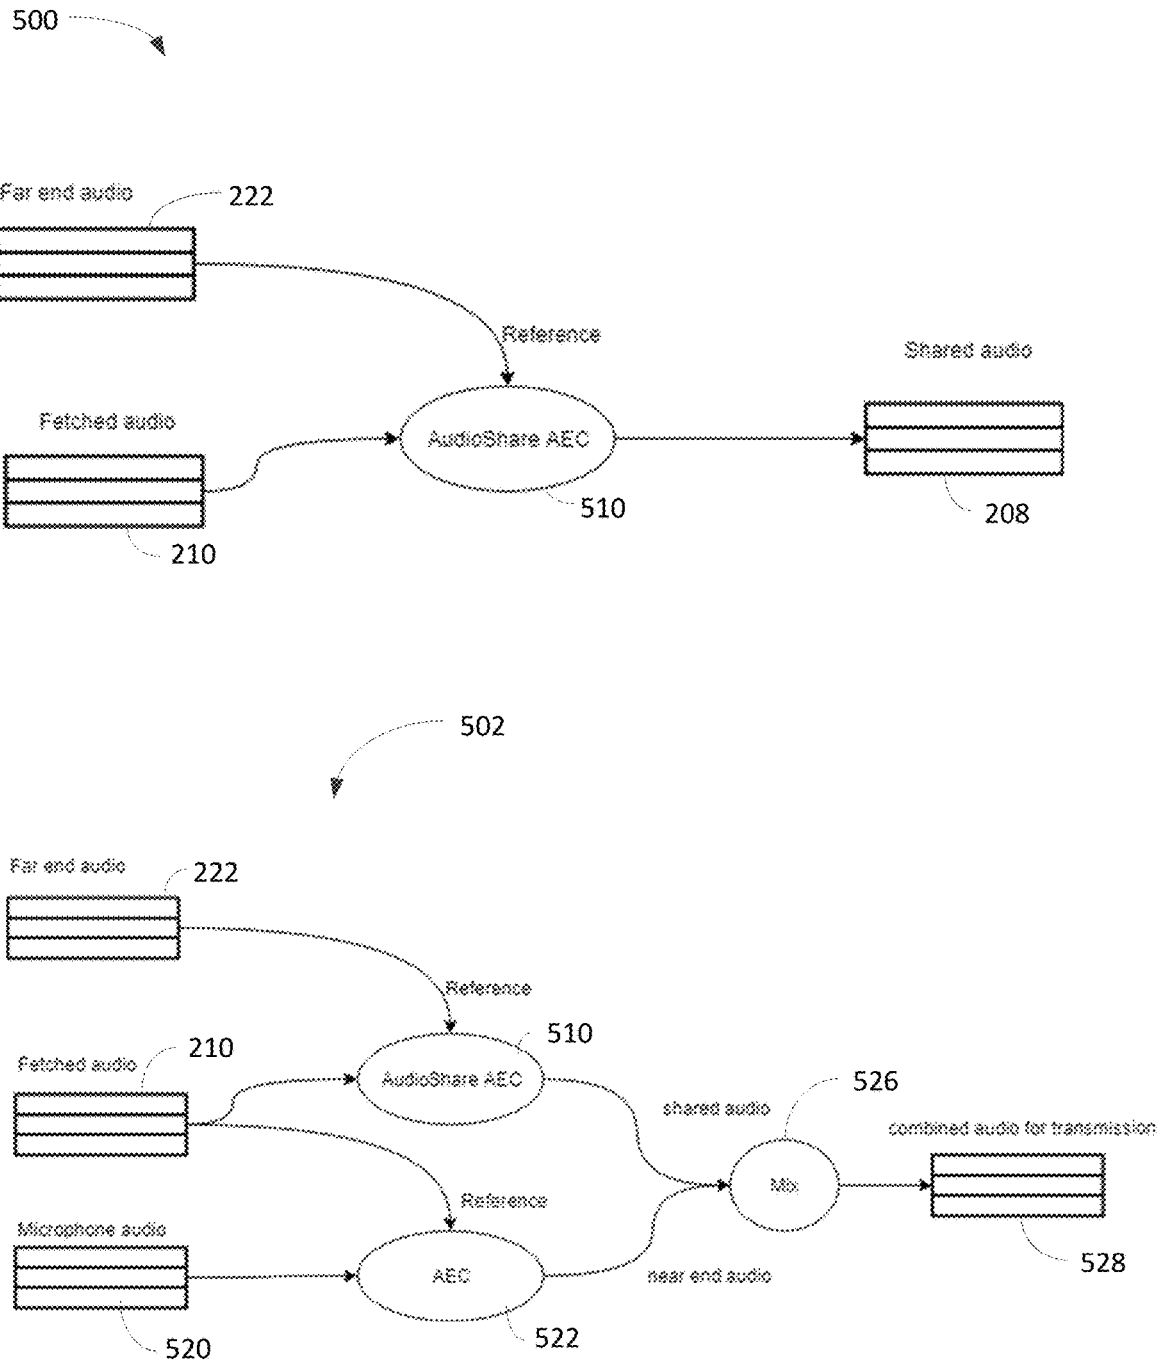 500
Far end audio
222
Reference
Shared audio
Fetched audio
AudioShare AEC
510
208
210
502
Far end audio
222
Reference
510
Fetched audio
210
AudioShare AEC
526
shared audio
combined audio for transmission
Mix
Reference
Microphone audio
AEC
near end audio
528
520
522